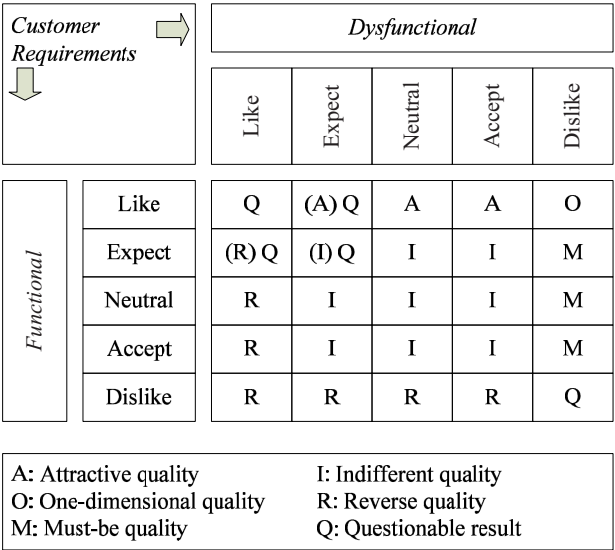 Customer
Requirements
Dysfunctional
Like
Expect
Neutral
Accept
Dislike
Functional
Like Q (A) Q A A O
Expect (R) Q (I) Q I I M
Neutral R I I I M
Accept R I I I M
Dislike R R R R Q
A: Attractive quality I: Indifferent quality
O: One-dimensional quality R: Reverse quality
M: Must-be quality Q: Questionable result